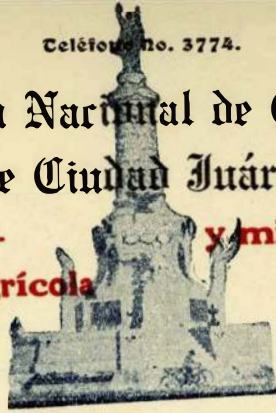 Teléfono No. 3774.
a Nacional de C
e Ciudad Juár
y mi
rícola